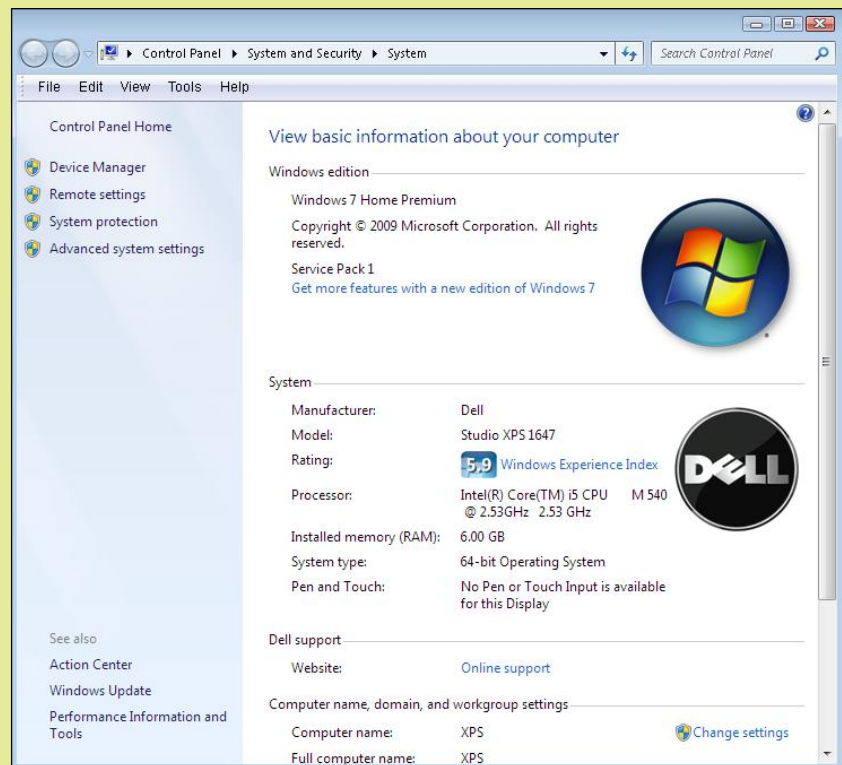 Control Panel ▸ System and Security ▸ System
Search Control Panel
File Edit View Tools Help
Control Panel Home
Device Manager
Remote settings
System protection
Advanced system settings
See also
Action Center
Windows Update
Performance Information and
Tools
View basic information about your computer
Windows edition
Windows 7 Home Premium
Copyright © 2009 Microsoft Corporation. All rights
reserved.
Service Pack 1
Get more features with a new edition of Windows 7
System
Manufacturer: Dell
Model: Studio XPS 1647
Rating: 5,9 Windows Experience Index
Processor: Intel(R) Core(TM) i5 CPU M 540
@ 2.53GHz 2.53 GHz
Installed memory (RAM): 6.00 GB
System type: 64-bit Operating System
Pen and Touch: No Pen or Touch Input is available
for this Display
DELL
Dell support
Website: Online support
Computer name, domain, and workgroup settings
Computer name: XPS
Change settings
Full computer name: XPS